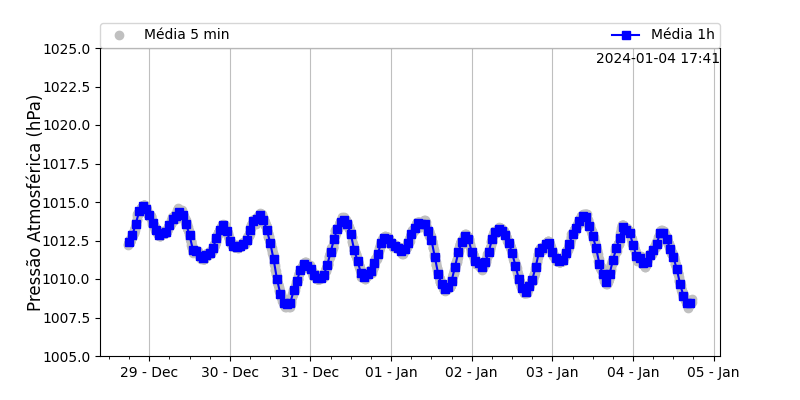 Média 5 min
Média 1h
2024-01-04 17:41
Pressão Atmosférica (hPa)
1025.0
1022.5
1020.0
1017.5
1015.0
1012.5
1010.0
1007.5
1005.0
29 - Dec
30 - Dec
31 - Dec
01 - Jan
02 - Jan
03 - Jan
04 - Jan
05 - Jan